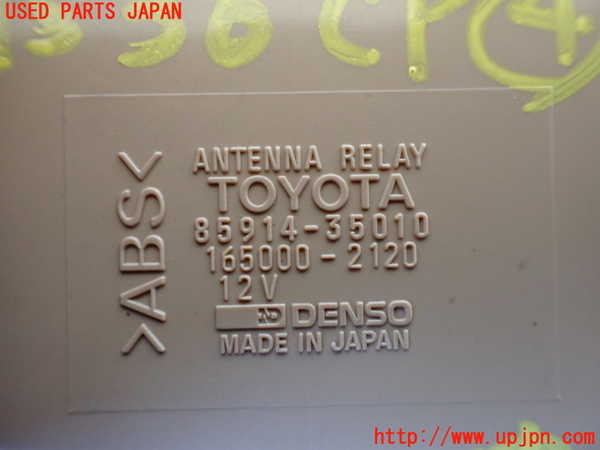 USED PARTS JAPAN
ANTENNA RELAY
TOYOTA
85914-35010
165000-2120
12V
DENSO
MADE IN JAPAN
>ABS<
http://www.upjpn.com/